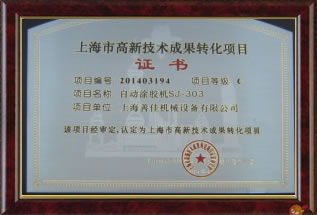 上海市高新技术成果转化项目
证书
项目编号 201403194 项目等级 C
项目名称 自动涂胶机SJ-303
项目单位 上海善佳机械设备有限公司
该项目经审定,认定为上海市高新技术成果转化项目